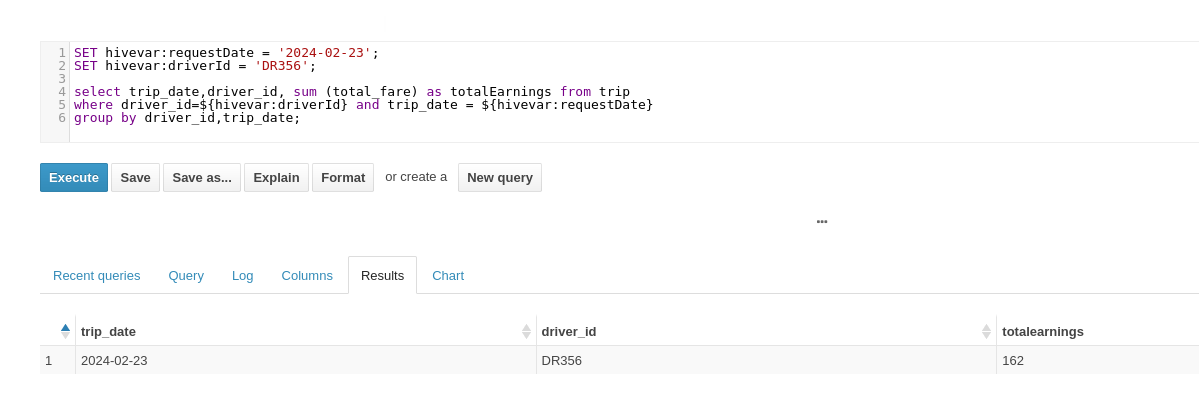 1 SET hivevar:requestDate = '2024-02-23';
2 SET hivevar:driverId = 'DR356';
3
4 select trip_date,driver_id, sum (total_fare) as totalEarnings from trip
5 where driver_id=${hivevar:driverId} and trip_date = ${hivevar:requestDate}
6 group by driver_id,trip_date;
Execute Save Save as... Explain Format or create a New query
...
Recent queries Query Log Columns Results Chart
trip_date driver_id totalearnings
1 2024-02-23 DR356 162